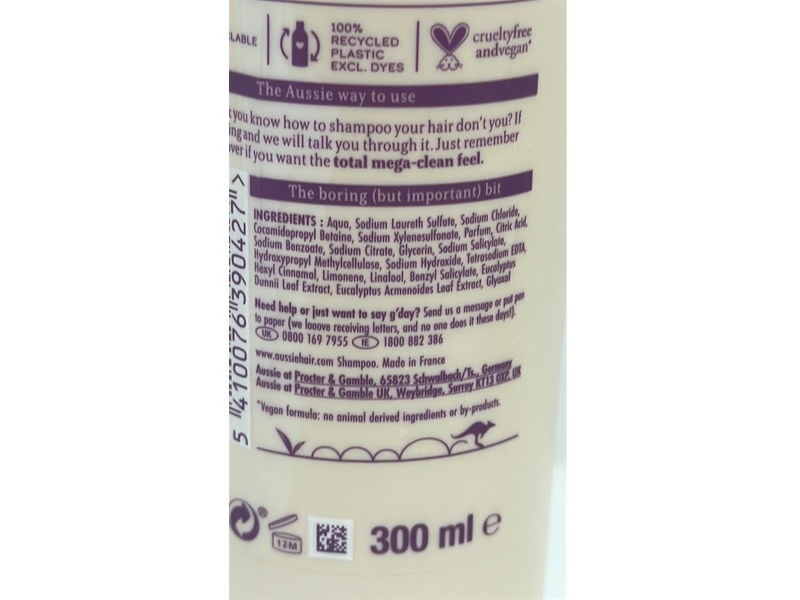 LABLE
100%
RECYCLED
PLASTIC
EXCL. DYES
crueltyfree
andvegan*
The Aussie way to use
you know how to shampoo your hair don't you? If
and we will talk you through it. Just remember
if you want the total mega-clean feel.
The boring (but important) bit
INGREDIENTS : Aqua, Sodium Laureth Sulfate, Sodium Chloride,
Cocamidopropyl Betaine, Sodium Xylenesulfonate, Parfum, Citric Acid,
Sodium Benzoate, Sodium Citrate, Glycerin, Sodium Salicylate,
Hydroxypropyl Methylcellulose, Sodium Hydroxide, Tetrasodium EDTA,
Hexyl Cinnamal, Limonene, Linalool, Benzyl Salicylate, Eucalyptus
Dunnii Leaf Extract, Eucalyptus Acmenoides Leaf Extract, Glyoxal
Need help or just want to say g'day? Send us a message or put pen
to paper (we looove receiving letters, and no one does it these days!).
UK 0800 169 7955 IE 1800 882 386
www.aussiehair.com Shampoo. Made in France
Aussie at Procter & Gamble, 65823 Schwalbach/Ts., Germany
Aussie at Procter & Gamble UK, Weybridge, Surrey KT13 0XP, UK
*Vegan formula: no animal derived ingredients or by-products.
5 410076 390427 >
®
12M
300 ml e